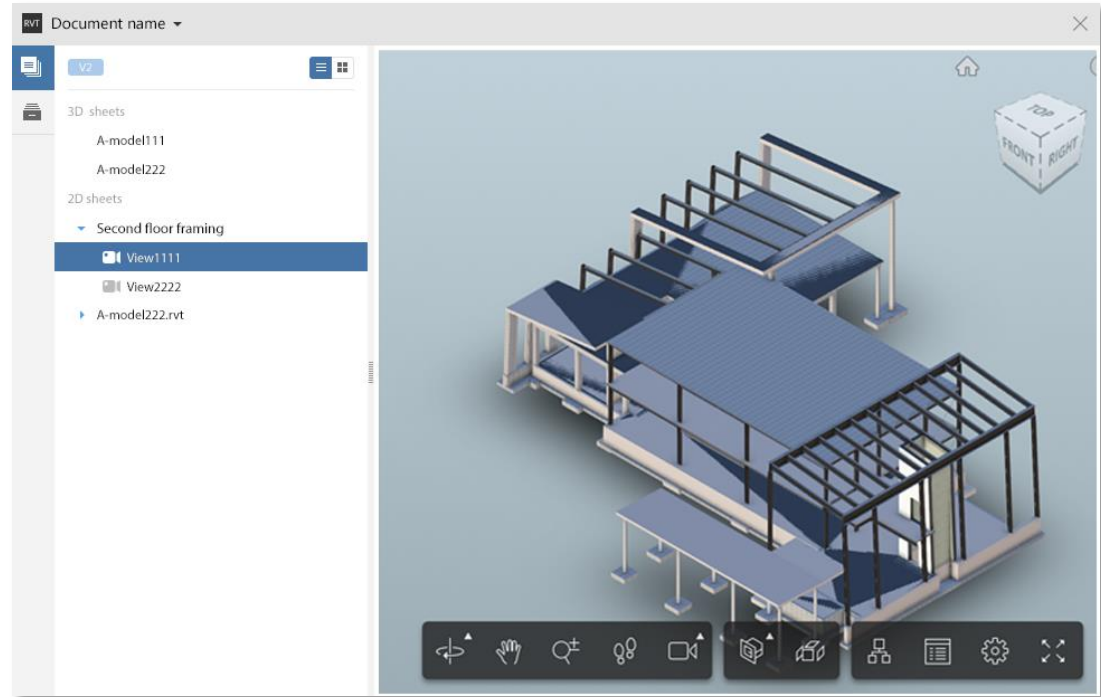 RVT Document name
V2
3D sheets
A-model111
A-model222
2D sheets
Second floor framing
View1111
View2222
A-model222.rvt
TOP
FRONT RIGHT